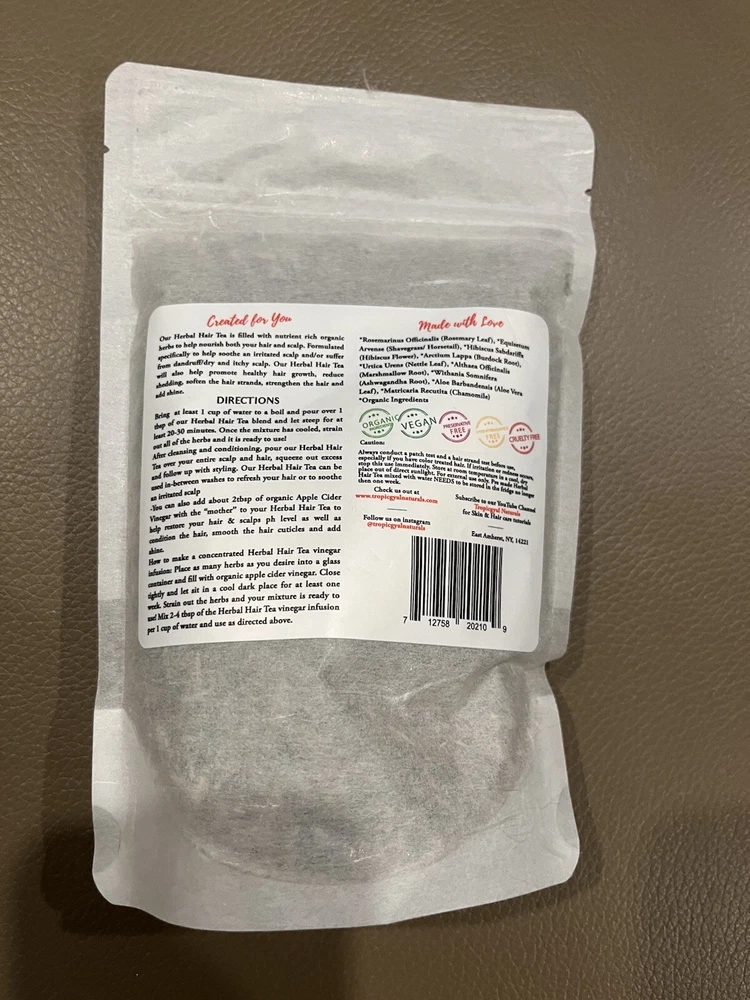 Created for You
Our Herbal Hair Tea is filled with nutrient rich organic
herbs to help nourish both your hair and scalp. Formulated
specifically to help soothe an irritated scalp and/or suffer
from dandruff/dry and itchy scalp. Our Herbal Hair Tea
will also help promote healthy hair growth, reduce
shedding, soften the hair strands, strengthen the hair and
add shine.
DIRECTIONS
Bring at least 1 cup of water to a boil and pour over 1
tbsp of our Herbal Hair Tea blend and let steep for at
least 20-30 minutes. Once the mixture has cooled, strain
out all of the herbs and it is ready to use!
After cleansing and conditioning, pour our Herbal Hair
Tea over your entire scalp and hair, squeeze out excess
and follow up with styling. Our Herbal Hair Tea can be
used in-between washes to refresh your hair or to soothe
an irritated scalp
-You can also add about 2tbsp of organic Apple Cider
Vinegar with the "mother" to your Herbal Hair Tea to
help restore your hair & scalps ph level as well as
condition the hair, smooth the hair cuticles and add
shine.
How to make a concentrated Herbal Hair Tea vinegar
infusion: Place as many herbs as you desire into a glass
container and fill with organic apple cider vinegar. Close
tightly and let sit in a cool dark place for at least one
week. Strain out the herbs and your mixture is ready to
use! Mix 2-4 tbsp of the Herbal Hair Tea vinegar infusion
per 1 cup of water and use as directed above.
Made with Love
*Rosemarinus Officinalis (Rosemary Leaf), *Equisetum
Arvense (Shavegrass/ Horsetail), *Hibiscus Sabdariffa
(Hibiscus Flower), *Arctium Lappa (Burdock Root),
*Urtica Urens (Nettle Leaf), *Althaea Officinalis
(Marshmallow Root), *Withania Somnifera
(Ashwagandha Root), *Aloe Barbandensis (Aloe Vera
Leaf), *Matricaria Recutita (Chamomile)
*Organic Ingredients
ORGANIC
VEGAN
PRESERVATIVE
FREE
FREE
CRUELTY FREE
Caution:
Always conduct a patch test and a hair strand test before use,
especially if you have color treated hair. If irritation or redness occurs,
stop this use immediately. Store at room temperature in a cool, dry
place out of direct sunlight. For external use only. Pre made Herbal
Hair Tea mixed with water NEEDS to be stored in the fridge no longer
then one week.
Check us out at
www.tropicgyalnaturals.com
Follow us on instagram
@tropicgyalnaturals
Subscribe to our YouTube Channel
Tropicgyal Naturals
for Skin & Hair care tutorials
East Amherst, NY, 14221
7 12758 20210 9